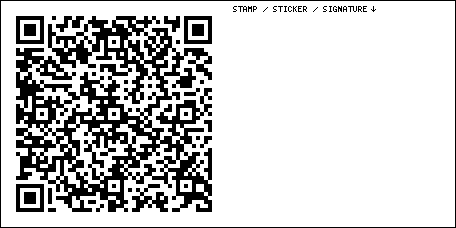 STAMP / STICKER / SIGNATURE ↓